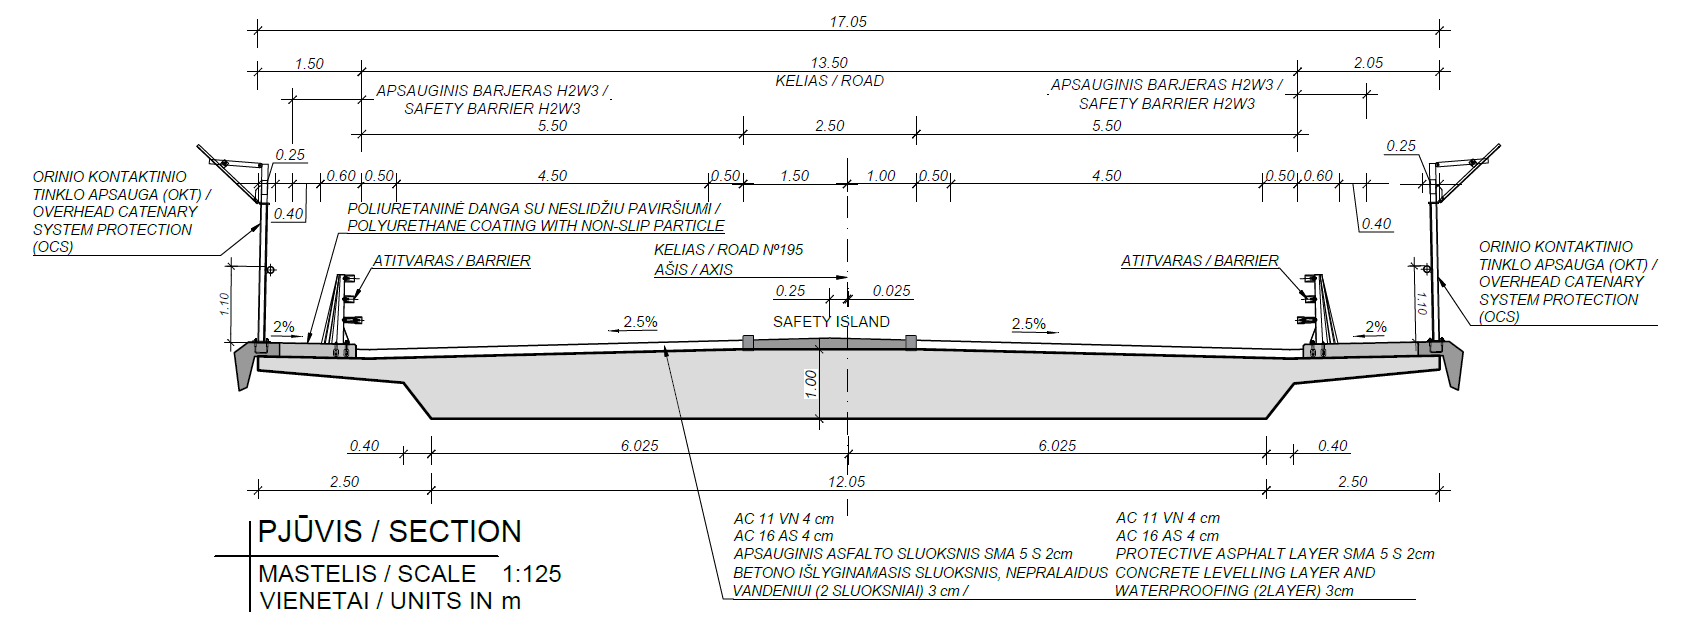 17.05
1.50
13.50
2.05
KELIAS / ROAD
APSAUGINIS BARJERAS H2W3 /
SAFETY BARRIER H2W3
APSAUGINIS BARJERAS H2W3 /
SAFETY BARRIER H2W3
5.50
2.50
5.50
0.25
0.25
ORINIO KONTAKTINIO
TINKLO APSAUGA (OKT) /
OVERHEAD CATENARY
SYSTEM PROTECTION
(OCS)
0.60
0.50
4.50
0.50
1.50
1.00
0.50
4.50
0.50
0.60
0.40
0.40
POLIURETANINĖ DANGA SU NESLIDŽIU PAVIRŠIUMI /
POLYURETHANE COATING WITH NON-SLIP PARTICLE
KELIAS / ROAD Nº195
AŠIS / AXIS
ATITVARAS / BARRIER
ATITVARAS / BARRIER
ORINIO KONTAKTINIO
TINKLO APSAUGA (OKT) /
OVERHEAD CATENARY
SYSTEM PROTECTION
(OCS)
1.10
1.10
0.25
0.025
SAFETY ISLAND
2%
2.5%
2.5%
2%
1.00
0.40
6.025
6.025
0.40
2.50
12.05
2.50
PJŪVIS / SECTION
MASTELIS / SCALE 1:125
VIENETAI / UNITS IN m
AC 11 VN 4 cm
AC 16 AS 4 cm
APSAUGINIS ASFALTO SLUOKSNIS SMA 5 S 2cm
BETONO IŠLYGINAMASIS SLUOKSNIS, NEPRALAIDUS
VANDENIUI (2 SLUOKSNIAI) 3 cm /
AC 11 VN 4 cm
AC 16 AS 4 cm
PROTECTIVE ASPHALT LAYER SMA 5 S 2cm
CONCRETE LEVELLING LAYER AND
WATERPROOFING (2LAYER) 3cm